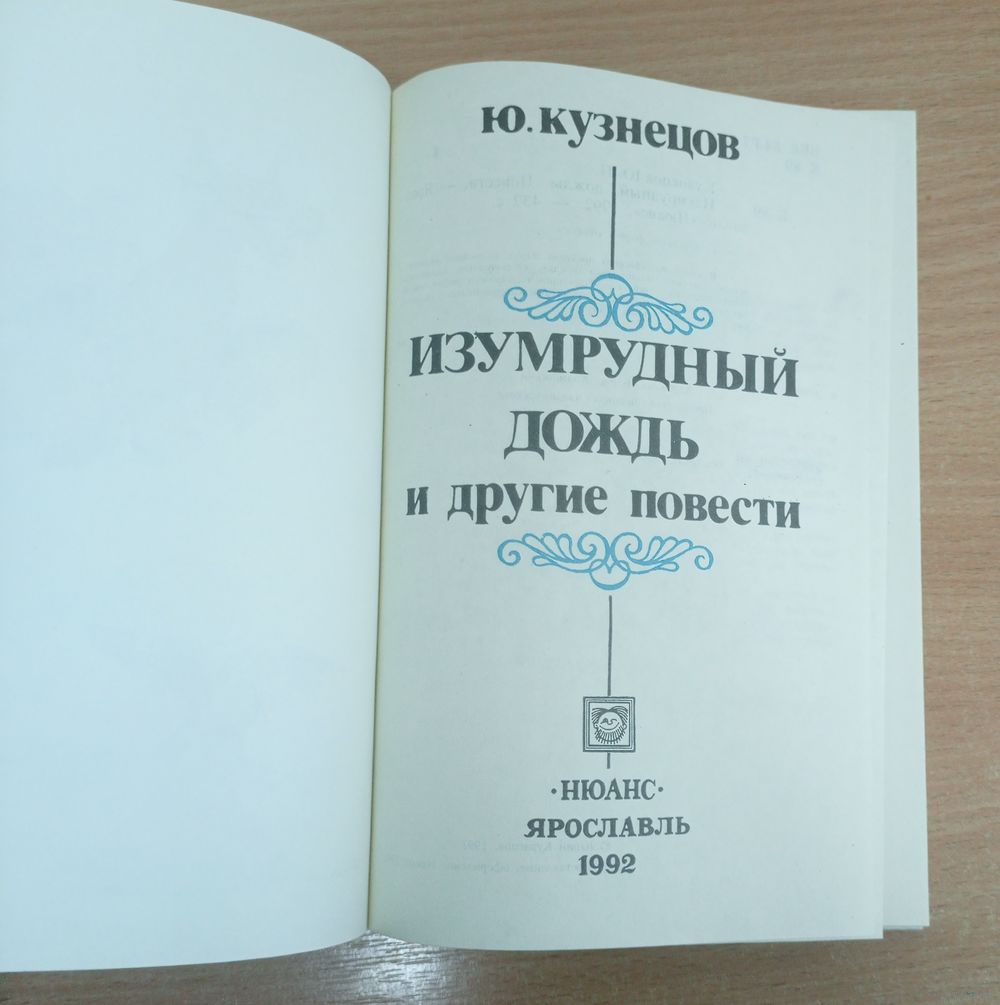 Ю. КУЗНЕЦОВ
ИЗУМРУДНЫЙ
ДОЖДЬ
и другие повести
·НЮАНС·
ЯРОСЛАВЛЬ
1992